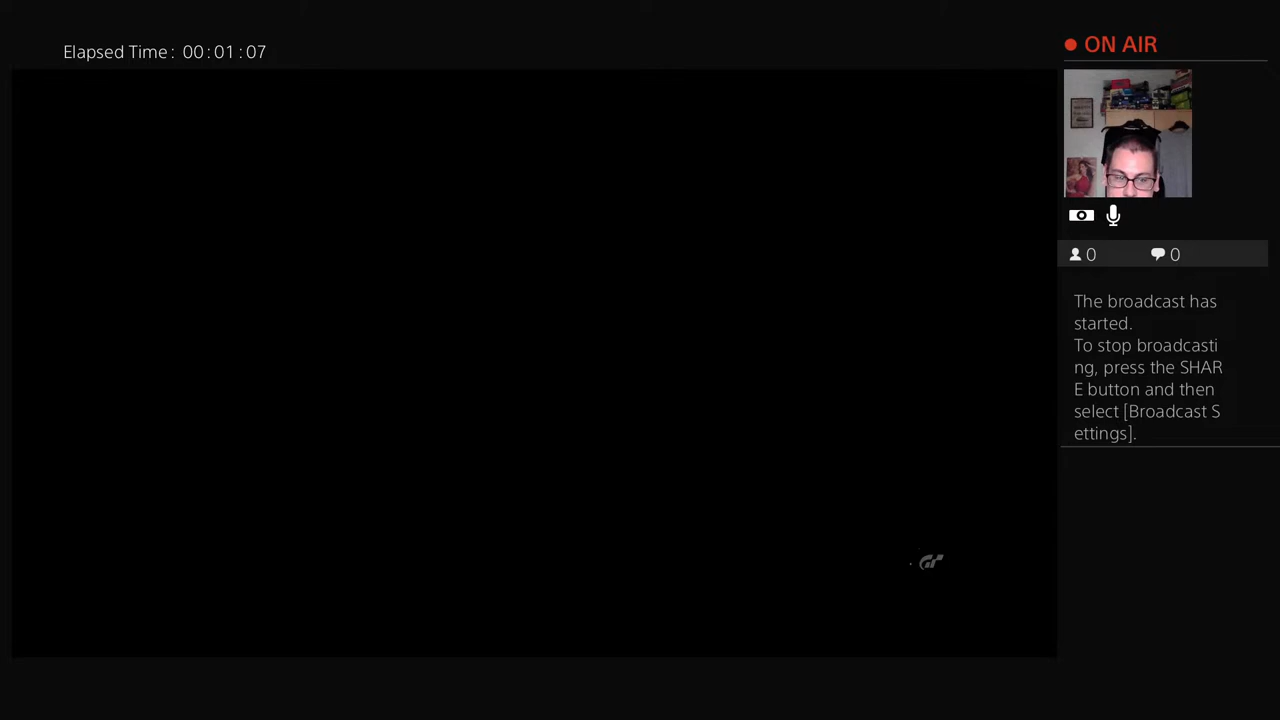 Elapsed Time: 00:01:07
ON AIR
0 0
The broadcast has
started.
To stop broadcasti
ng, press the SHAR
E button and then
select [Broadcast S
ettings].
GT